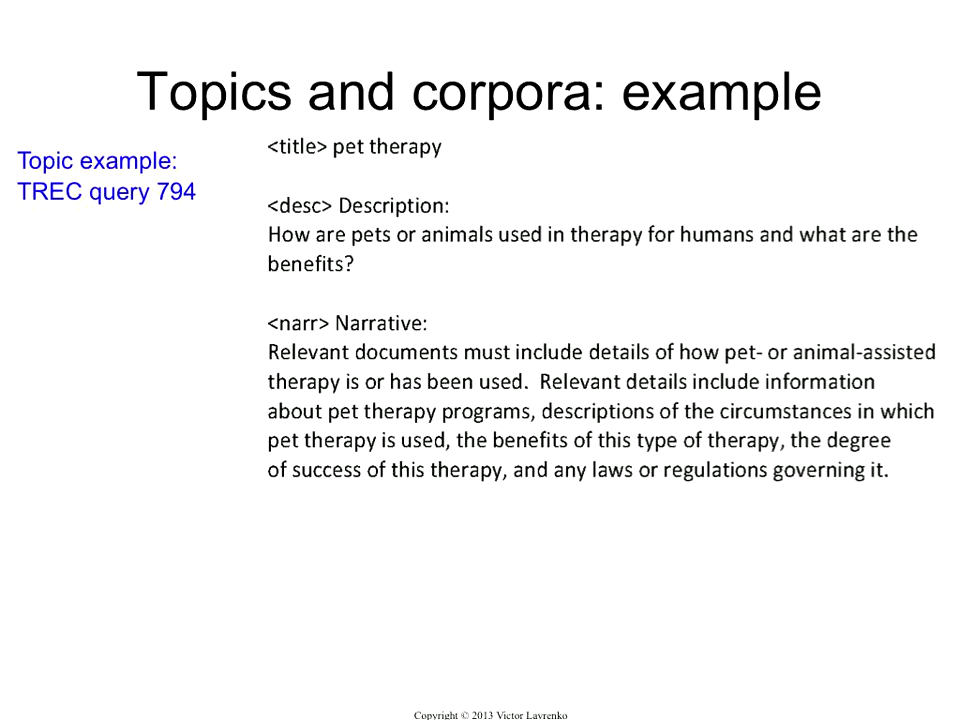 Topics and corpora: example
Topic example:
TREC query 794
<title> pet therapy
<desc> Description:
How are pets or animals used in therapy for humans and what are the
benefits?
<narr> Narrative:
Relevant documents must include details of how pet- or animal-assisted
therapy is or has been used.  Relevant details include information
about pet therapy programs, descriptions of the circumstances in which
pet therapy is used, the benefits of this type of therapy, the degree
of success of this therapy, and any laws or regulations governing it.
Copyright © 2013 Victor Lavrenko